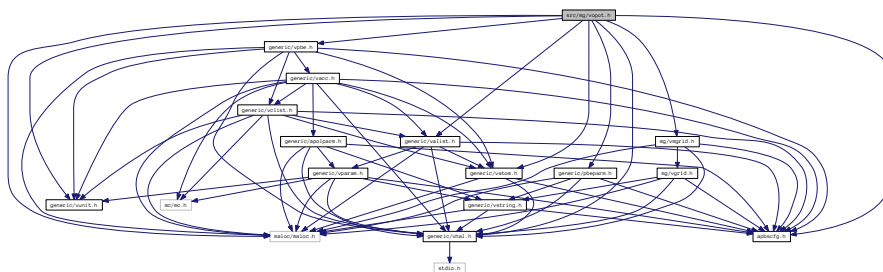 src/mg/vopot.h
generic/vpbe.h
generic/vacc.h
generic/vclist.h
generic/apolparm.h
generic/valist.h
mg/vmgrid.h
generic/vparam.h
generic/vatom.h
generic/pbeparm.h
mg/vgrid.h
generic/vunit.h
mc/mc.h
generic/vstring.h
maloc/maloc.h
generic/vhal.h
apbscfg.h
stdio.h